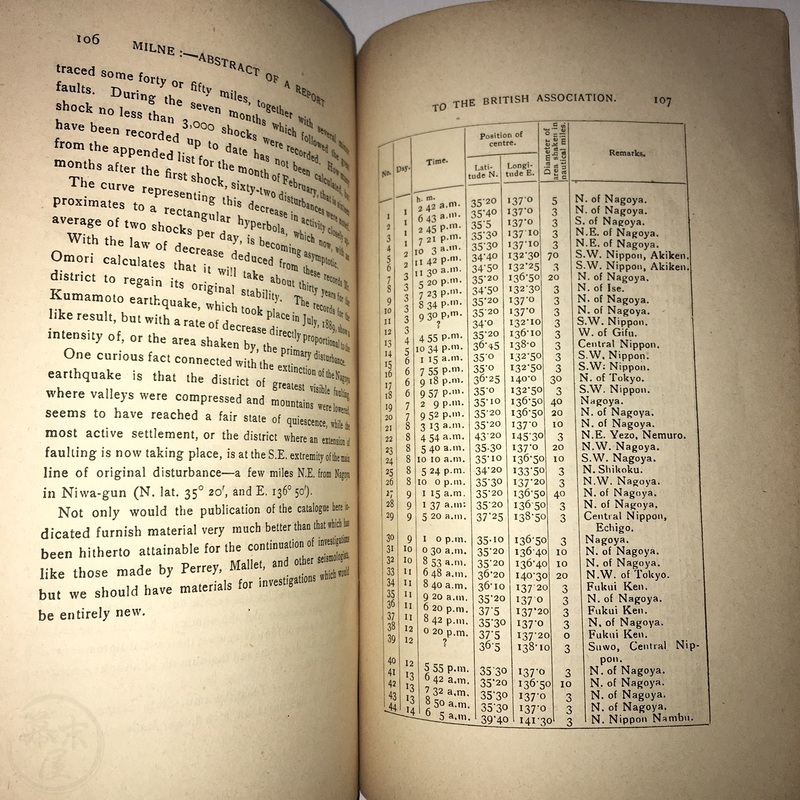 106 MILNE :—ABSTRACT OF A REPORT
traced some forty or fifty miles, together with several minor
faults. During the seven months which followed the great
shock no less than 3,000 shocks were recorded. How many
have been recorded up to date has not been calculated, but
from the appended list for the month of February, that is
months after the first shock, sixty-two disturbances were noted.
The curve representing this decrease in activity closely ap-
proximates to a rectangular hyperbola, which now, with an
average of two shocks per day, is becoming asymptotic.
With the law of decrease deduced from these records Mr.
Omori calculates that it will take about thirty years for the
district to regain its original stability. The records for the
Kumamoto earthquake, which took place in July, 1889, show a
like result, but with a rate of decrease directly proportional to the
intensity of, or the area shaken by, the primary disturbance.
One curious fact connected with the extinction of the Nagoya
earthquake is that the district of greatest visible faulting
where valleys were compressed and mountains were lowered,
seems to have reached a fair state of quiescence, while the
most active settlement, or the district where an extension of
faulting is now taking place, is at the S.E. extremity of the main
line of original disturbance—a few miles N.E. from Nagoya
in Niwa-gun (N. lat. 35° 20', and E. 136° 50').
Not only would the publication of the catalogue here in-
dicated furnish material very much better than that which has
been hitherto attainable for the continuation of investigations
like those made by Perrey, Mallet, and other seismologists,
but we should have materials for investigations which would
be entirely new.
TO THE BRITISH ASSOCIATION. 107
No. Day. Time. Position of centre. Lati-tude N. Longi-tude E. Diameter of area shaken in nautical miles. Remarks.
h. m.
1 1 2 42 a.m. 35·20 137·0 5 N. of Nagoya.
2 1 6 43 a.m. 35·40 137·0 3 N. of Nagoya.
3 1 2 45 p.m. 35·5 137·0 3 S. of Nagoya.
4 1 7 21 p.m. 35·30 137·10 3 N.E. of Nagoya.
5 2 10 3 a.m. 35·30 137·10 3 N.E. of Nagoya.
6 2 11 42 p.m. 34·40 132·30 70 S.W. Nippon, Akiken.
7 3 11 30 a.m. 34·50 132·25 3 S.W. Nippon, Akiken.
8 3 5 20 p.m. 35·20 136·50 20 N. of Nagoya.
9 3 7 23 p.m. 34·50 132·30 3 N. of Ise.
10 3 8 34 p.m. 35·20 137·0 3 N. of Nagoya.
11 3 9 30 p.m. 35·20 137·0 3 N. of Nagoya.
12 3 ? 34·0 132·10 3 S.W. Nippon.
13 4 4 55 p.m. 35·20 136·10 3 W. of Gifu.
14 5 10 34 p.m. 36·45 138·0 3 Central Nippon.
15 6 1 15 a.m. 35·0 132·50 3 S.W. Nippon.
16 6 7 55 p.m. 35·0 132·50 3 S.W. Nippon.
17 6 9 18 p.m. 36·25 140·0 30 N. of Tokyo.
18 6 9 57 p.m. 35·0 132·50 3 S.W. Nippon.
19 7 2 9 p.m. 35·10 136·50 40 Nagoya.
20 7 9 52 p.m. 35·20 136·50 20 N. of Nagoya.
21 8 3 13 a.m. 35·20 137·0 10 N. of Nagoya.
22 8 4 54 a.m. 43·20 145·30 3 N.E. Yezo, Nemuro.
23 8 5 40 a.m. 35·30 137·0 20 N.W. Nagoya.
24 8 10 10 a.m. 35·10 136·50 10 S.W. Nagoya.
25 8 5 24 p.m. 34·20 133·50 3 N. Shikoku.
26 8 10 0 p.m. 35·30 137·20 3 N.W. Nagoya.
27 9 1 15 a.m. 35·20 136·50 40 N. of Nagoya.
28 9 1 37 a.m. 35·20 136·50 3 N. of Nagoya.
29 9 5 20 a.m. 37·25 138·50 3 Central Nippon,
Echigo.
30 9 1 0 p.m. 35·10 136·50 3 Nagoya.
31 10 0 30 a.m. 35·20 136·40 10 N. of Nagoya.
32 10 8 53 a.m. 35·20 136·40 10 N. of Nagoya.
33 11 6 48 a.m. 36·20 140·30 20 N.W. of Tokyo.
34 11 8 40 a.m. 36·10 137·20 3 Fukui Ken.
35 11 9 20 a.m. 35·20 137·0 3 N. of Nagoya.
36 11 6 20 p.m. 37·5 137·20 3 Fukui Ken.
37 11 8 42 p.m. 35·30 137·0 3 N. of Nagoya.
38 12 0 20 p.m. 37·5 137·20 0 Fukui Ken.
39 12 ? 36·5 138·10 3 Suwo, Central Nip-
pon.
40 12 5 55 p.m. 35·30 137·0 3 N. of Nagoya.
41 13 6 42 a.m. 35·20 136·50 10 N. of Nagoya.
42 13 7 32 a.m. 35·30 137·0 3 N. of Nagoya.
43 13 8 50 a.m. 35·30 137·0 3 N. of Nagoya.
44 14 6 5 a.m. 39·40 141·30 3 N. Nippon Nambu.